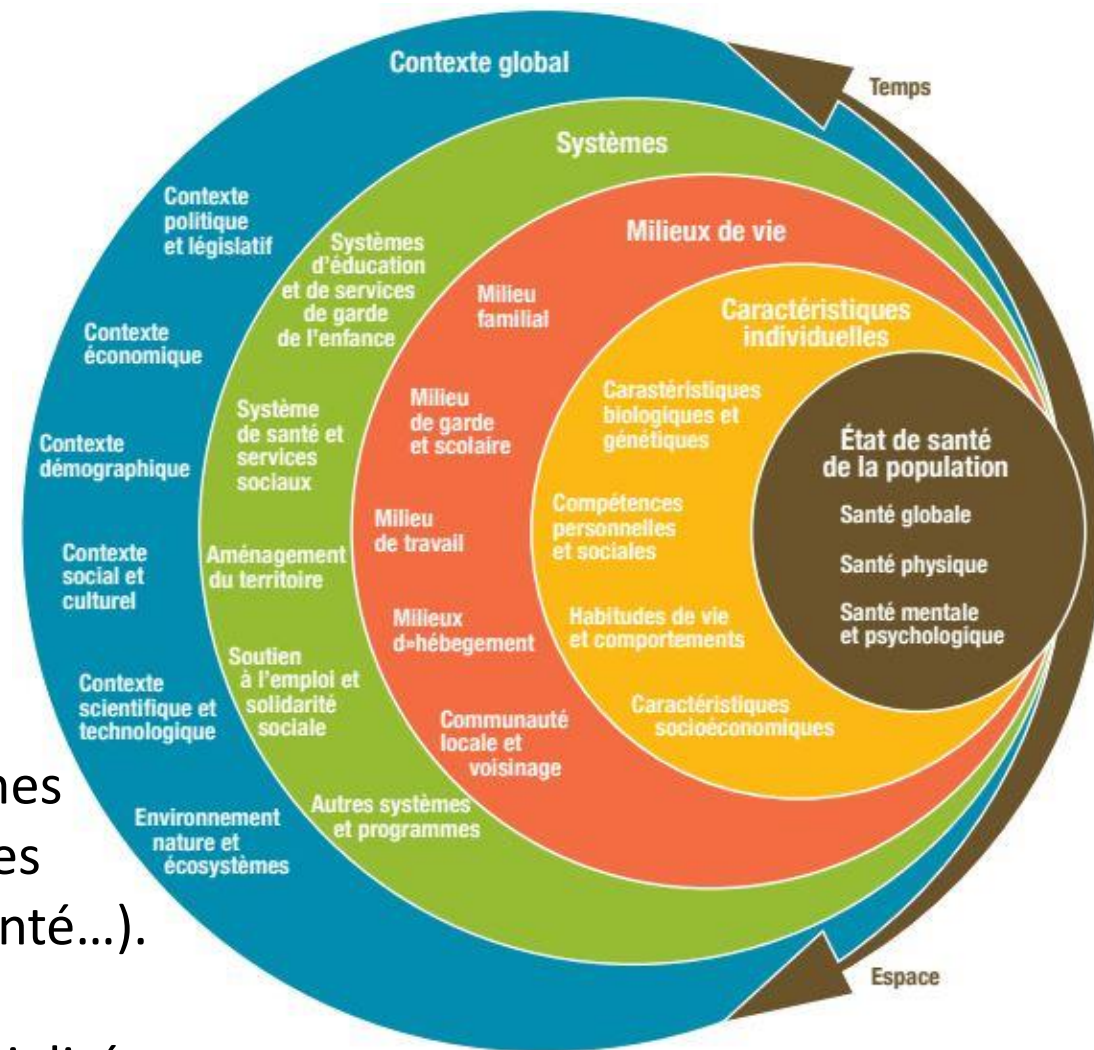 Contexte global
Temps
Systèmes
Milieux de vie
Caractéristiques
individuelles
État de santé
de la population
Santé globale
Santé physique
Santé mentale
et psychologique
Contexte
politique
et législatif
Contexte
économique
Contexte
démographique
Contexte
social et
culturel
Contexte
scientifique et
technologique
Environnement
nature et
écosystèmes
Systèmes
d'éducation
et de services
de garde
de l'enfance
Système
de santé et
services
sociaux
Aménagement
du territoire
Soutien
à l'emploi et
solidarité
sociale
Autres systèmes
et programmes
Milieu
familial
Milieu
de garde
et scolaire
Milieu
de travail
Milieux
d»hébegement
Communauté
locale et
voisinage
Carastéristiques
biologiques et
génétiques
Compétences
personnelles
et sociales
Habitudes de vie
et comportements
Caractéristiques
socioéconomiques
Espace
nes
es
nté...).